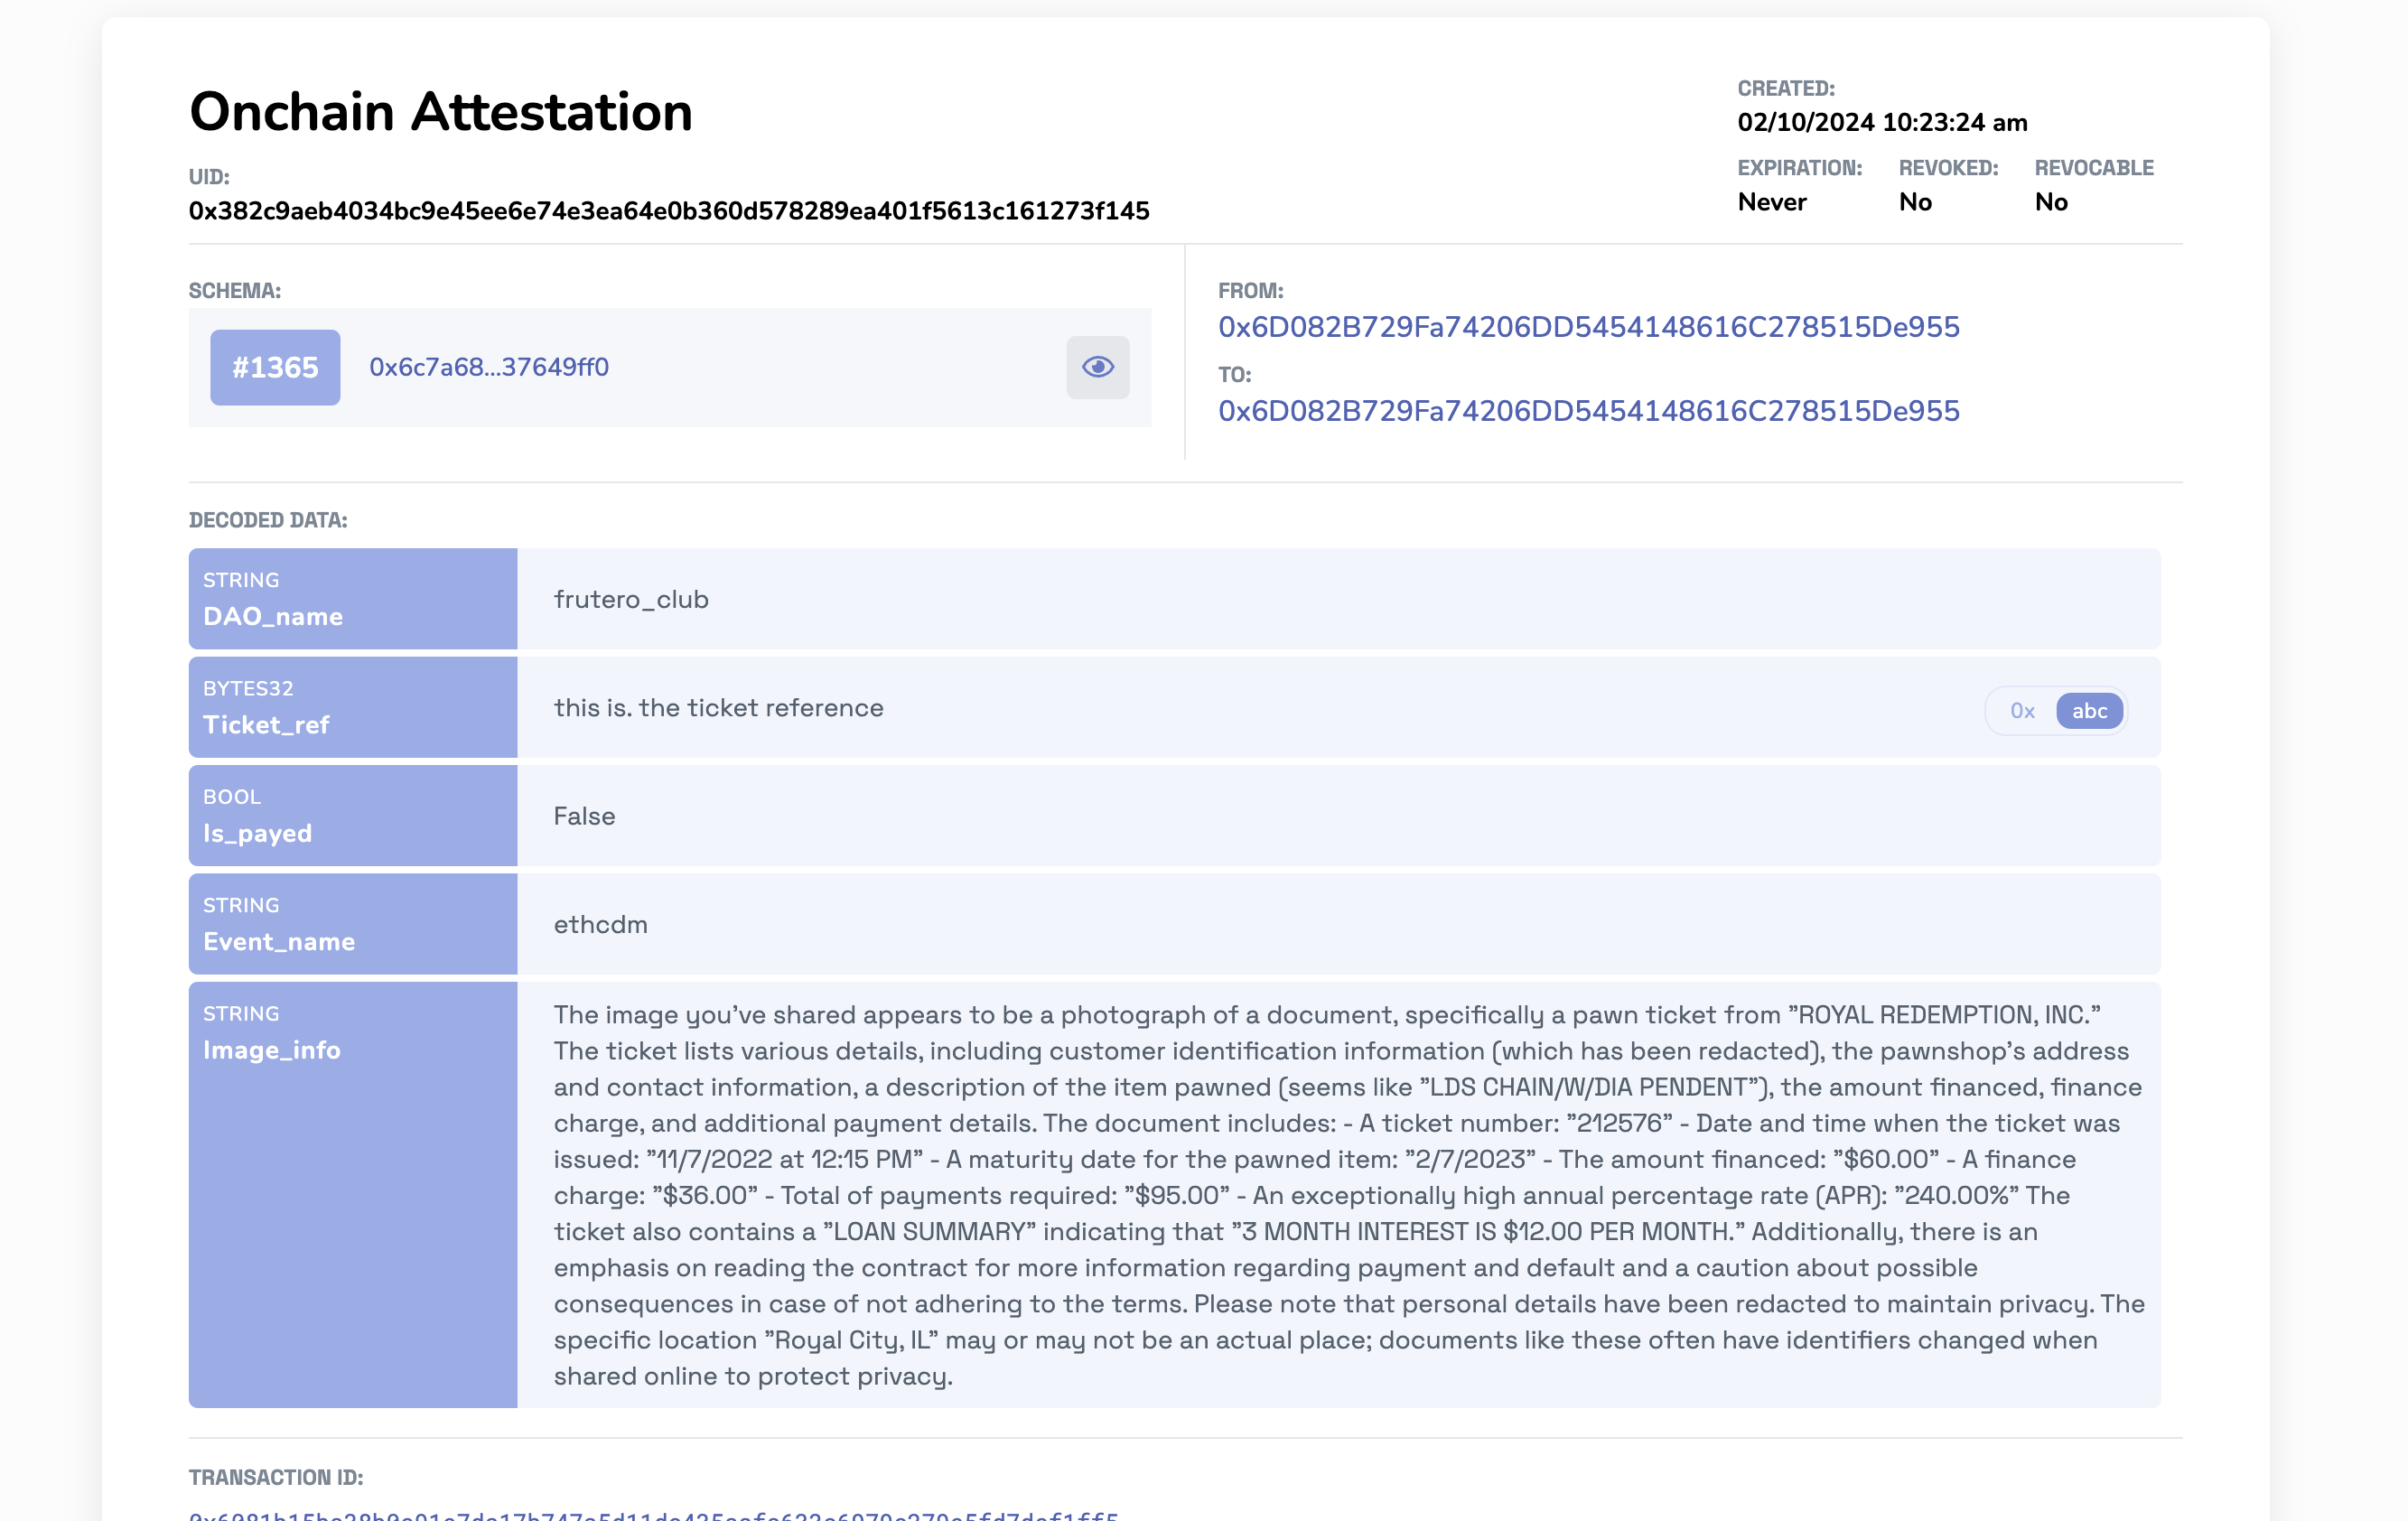 Onchain Attestation
CREATED:
02/10/2024 10:23:24 am
UID:
0x382c9aeb4034bc9e45ee6e74e3ea64e0b360d578289ea401f5613c161273f145
EXPIRATION: REVOKED: REVOCABLE
Never No No
SCHEMA:
#1365 0x6c7a68...37649ff0
FROM:
0x6D082B729Fa74206DD5454148616C278515De955
TO:
0x6D082B729Fa74206DD5454148616C278515De955
DECODED DATA:
STRING
DAO_name
frutero_club
BYTES32
Ticket_ref
this is. the ticket reference
0x abc
BOOL
Is_payed
False
STRING
Event_name
ethcdm
STRING
Image_info
The image you’ve shared appears to be a photograph of a document, specifically a pawn ticket from ”ROYAL REDEMPTION, INC.”
The ticket lists various details, including customer identification information (which has been redacted), the pawnshop’s address
and contact information, a description of the item pawned (seems like ”LDS CHAIN/W/DIA PENDENT”), the amount financed, finance
charge, and additional payment details. The document includes: - A ticket number: ”212576” - Date and time when the ticket was
issued: ”11/7/2022 at 12:15 PM” - A maturity date for the pawned item: ”2/7/2023” - The amount financed: ”$60.00” - A finance
charge: ”$36.00” - Total of payments required: ”$95.00” - An exceptionally high annual percentage rate (APR): ”240.00%” The
ticket also contains a ”LOAN SUMMARY” indicating that ”3 MONTH INTEREST IS $12.00 PER MONTH.” Additionally, there is an
emphasis on reading the contract for more information regarding payment and default and a caution about possible
consequences in case of not adhering to the terms. Please note that personal details have been redacted to maintain privacy. The
specific location ”Royal City, IL” may or may not be an actual place; documents like these often have identifiers changed when
shared online to protect privacy.
TRANSACTION ID: